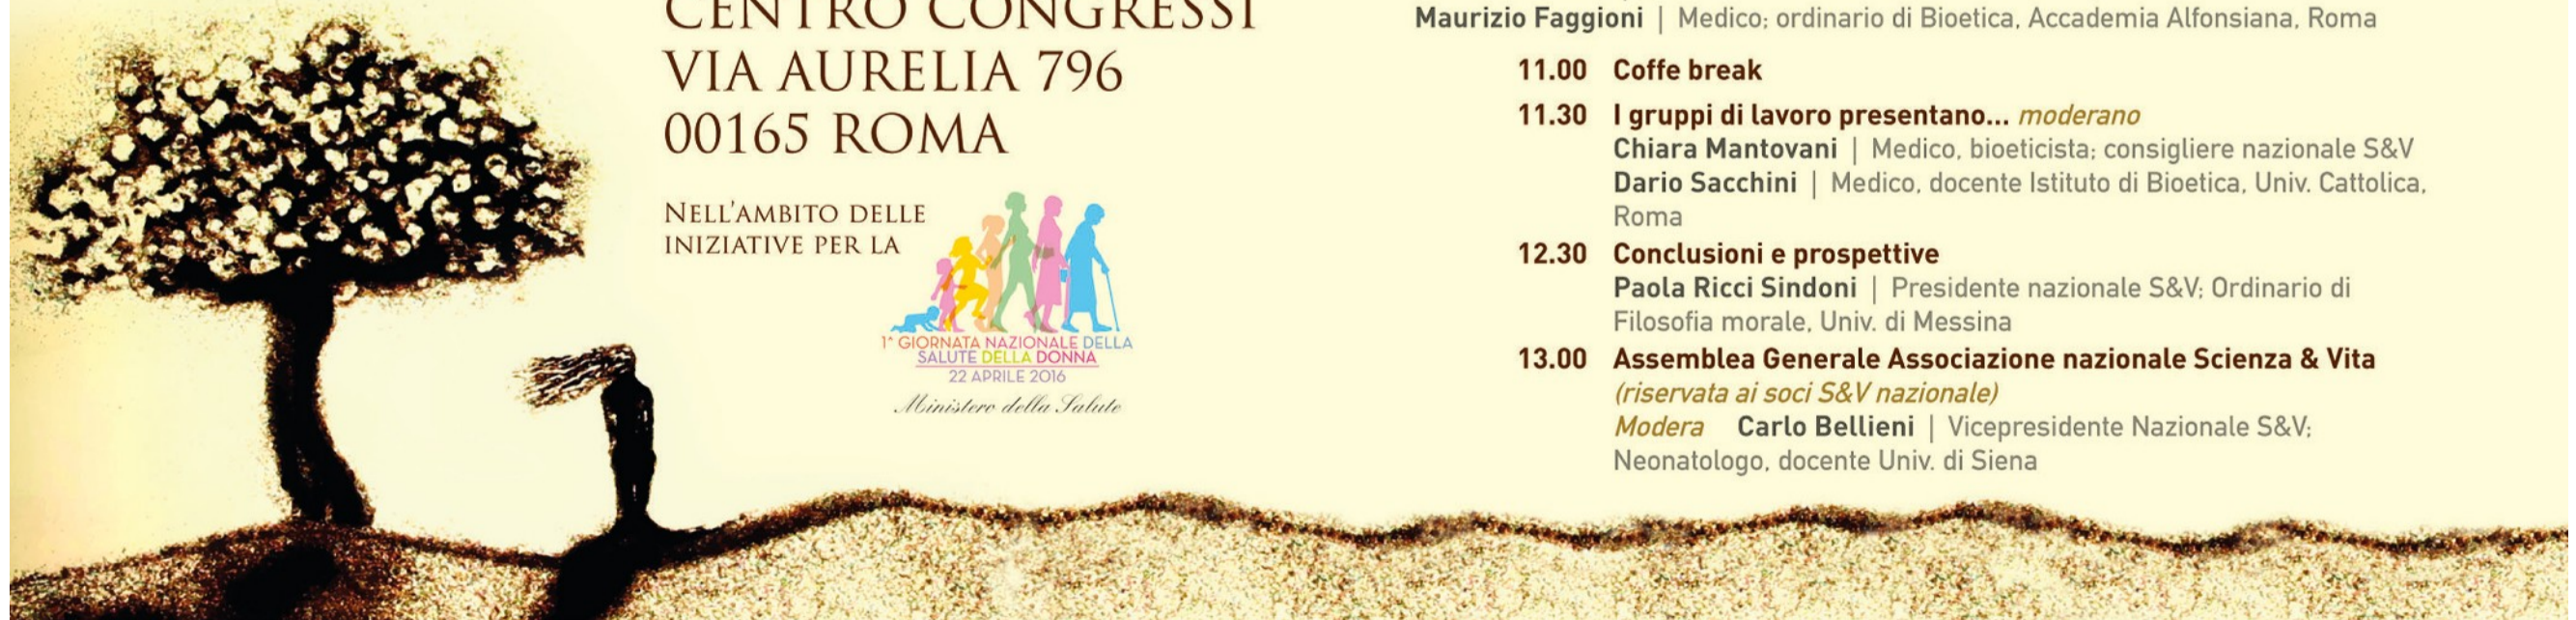 CENTRO CONGRESSI
VIA AURELIA 796
00165 ROMA
NELL'AMBITO DELLE
INIZIATIVE PER LA
1^ GIORNATA NAZIONALE DELLA
SALUTE DELLA DONNA
22 APRILE 2016
Ministero della Salute
Maurizio Faggioni | Medico; ordinario di Bioetica, Accademia Alfonsiana, Roma
11.00 Coffe break
11.30 I gruppi di lavoro presentano... moderano
Chiara Mantovani | Medico, bioeticista; consigliere nazionale S&V
Dario Sacchini | Medico, docente Istituto di Bioetica, Univ. Cattolica,
Roma
12.30 Conclusioni e prospettive
Paola Ricci Sindoni | Presidente nazionale S&V; Ordinario di
Filosofia morale, Univ. di Messina
13.00 Assemblea Generale Associazione nazionale Scienza & Vita
(riservata ai soci S&V nazionale)
Modera Carlo Bellieni | Vicepresidente Nazionale S&V;
Neonatologo, docente Univ. di Siena